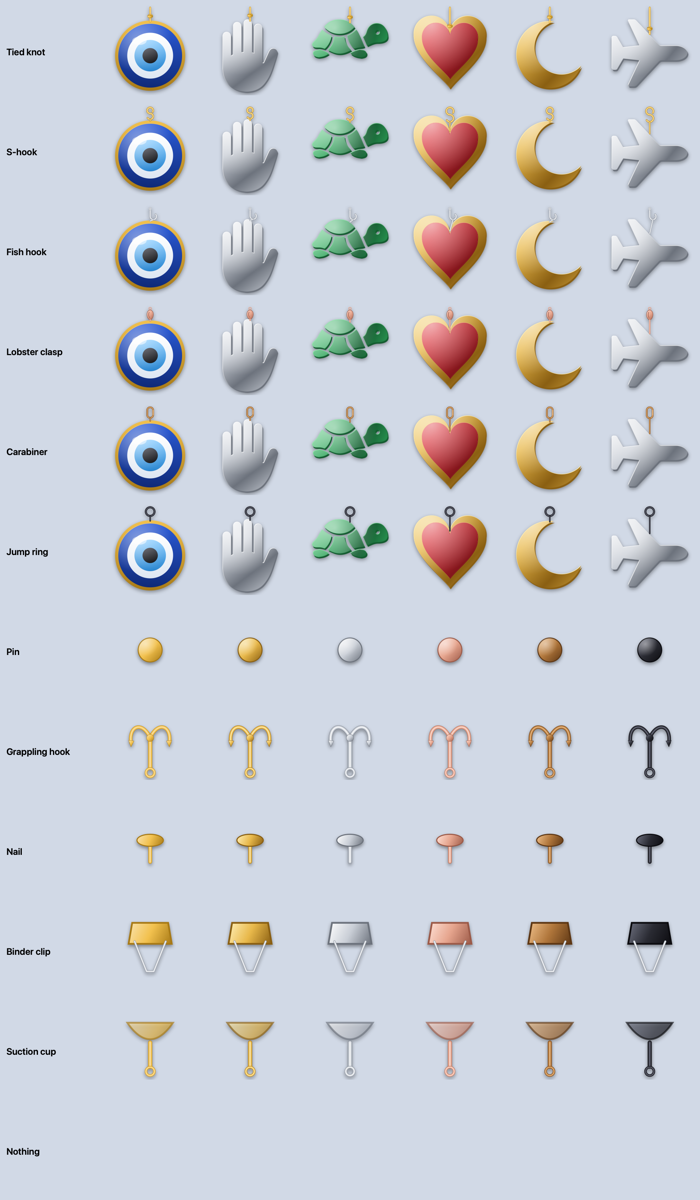 Tied knot
S-hook
Fish hook
Lobster clasp
Carabiner
Jump ring
Pin
Grappling hook
Nail
Binder clip
Suction cup
Nothing